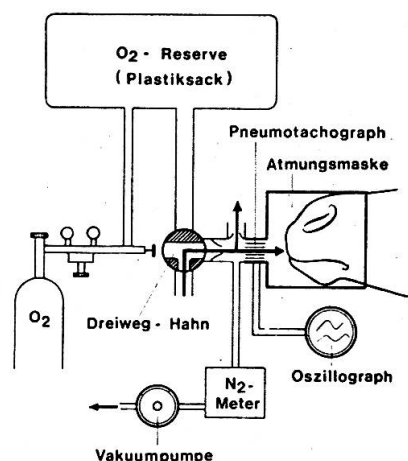 O2 - Reserve
(Plastiksack)
Pneumotachograph
Atmungsmaske
O2
Dreiweg - Hahn
N2-
Meter
Oszillograph
Vakuumpumpe